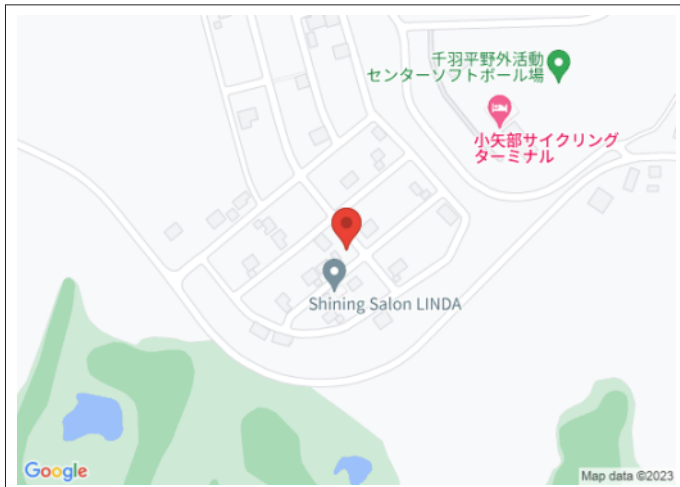 千羽平野外活動
センターソフトボール場
小矢部サイクリング
ターミナル
Shining Salon LINDA
Google
Map data ©2023